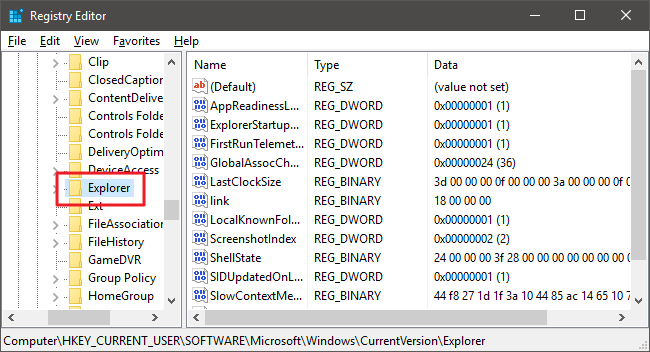 Registry Editor
File Edit View Favorites Help
Clip
ClosedCaption
ContentDelive
Controls Folde
Controls Folde
DeliveryOptim
DeviceAccess
Explorer
Ext
FileAssociation
FileHistory
GameDVR
Group Policy
HomeGroup
Name Type Data
(Default) REG_SZ (value not set)
AppReadinessL... REG_DWORD 0x00000001 (1)
ExplorerStartup... REG_DWORD 0x00000001 (1)
FirstRunTelemet... REG_DWORD 0x00000001 (1)
GlobalAssocCh... REG_DWORD 0x00000024 (36)
LastClockSize REG_BINARY 3d 00 00 00 0f 00 00 00 3a 00 00 00 0f 0
link REG_BINARY 18 00 00 00
LocalKnownFol... REG_DWORD 0x00000001 (1)
ScreenshotIndex REG_DWORD 0x00000002 (2)
ShellState REG_BINARY 24 00 00 00 3f 28 00 00 00 00 00 00 00 0
SIDUpdatedOnL... REG_DWORD 0x00000001 (1)
SlowContextMe... REG_BINARY 44 f8 27 1d 1f 3a 10 44 85 ac 14 65 10 7
Computer\HKEY_CURRENT_USER\SOFTWARE\Microsoft\Windows\CurrentVersion\Explorer